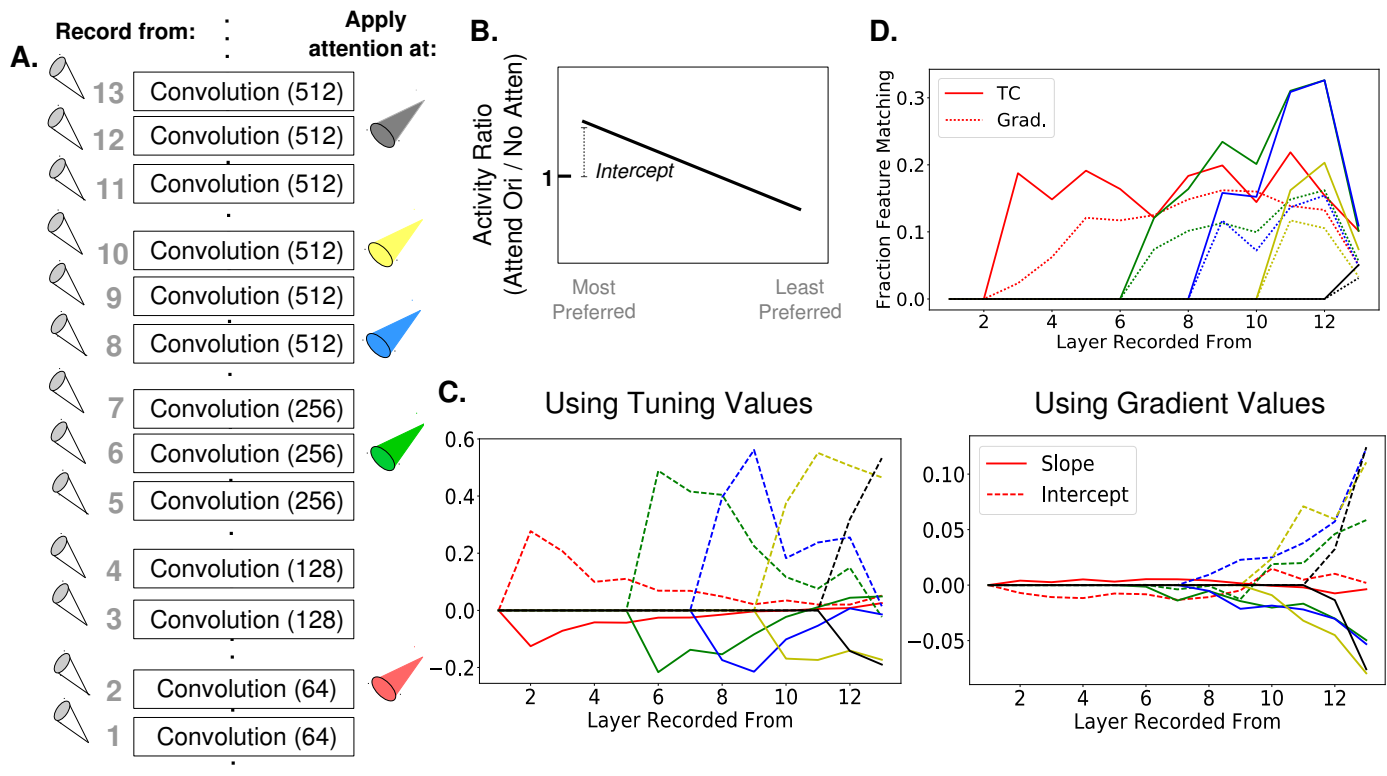 A.
Record from:
Apply
attention at:
13 Convolution (512)
12 Convolution (512)
11 Convolution (512)
10 Convolution (512)
9 Convolution (512)
8 Convolution (512)
7 Convolution (256)
6 Convolution (256)
5 Convolution (256)
4 Convolution (128)
3 Convolution (128)
2 Convolution (64)
1 Convolution (64)
B.
Activity Ratio
(Attend Ori / No Atten)
1
Intercept
Most
Preferred
Least
Preferred
D.
Fraction Feature Matching
0.3
0.2
0.1
0.0
TC
Grad.
2 4 6 8 10 12
Layer Recorded From
C.
Using Tuning Values
0.6
0.4
0.2
0.0
−0.2
2 4 6 8 10 12
Layer Recorded From
Using Gradient Values
0.10
0.05
0.00
−0.05
Slope
Intercept
2 4 6 8 10 12
Layer Recorded From